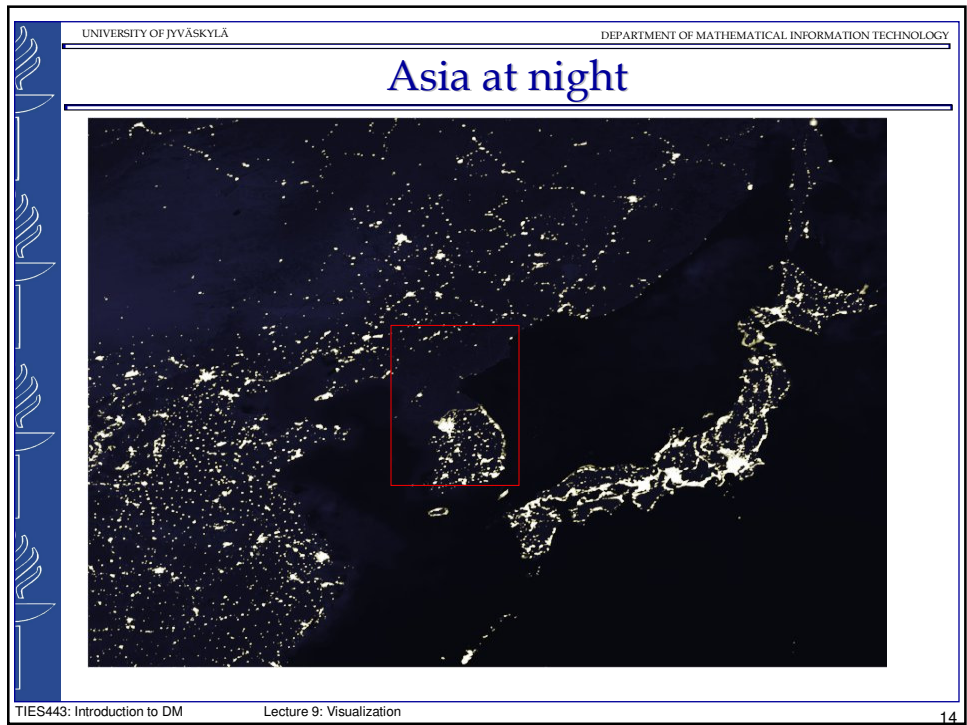 UNIVERSITY OF JYVÄSKYLÄ DEPARTMENT OF MATHEMATICAL INFORMATION TECHNOLOGY
Asia at night
TIES443: Introduction to DM Lecture 9: Visualization 14